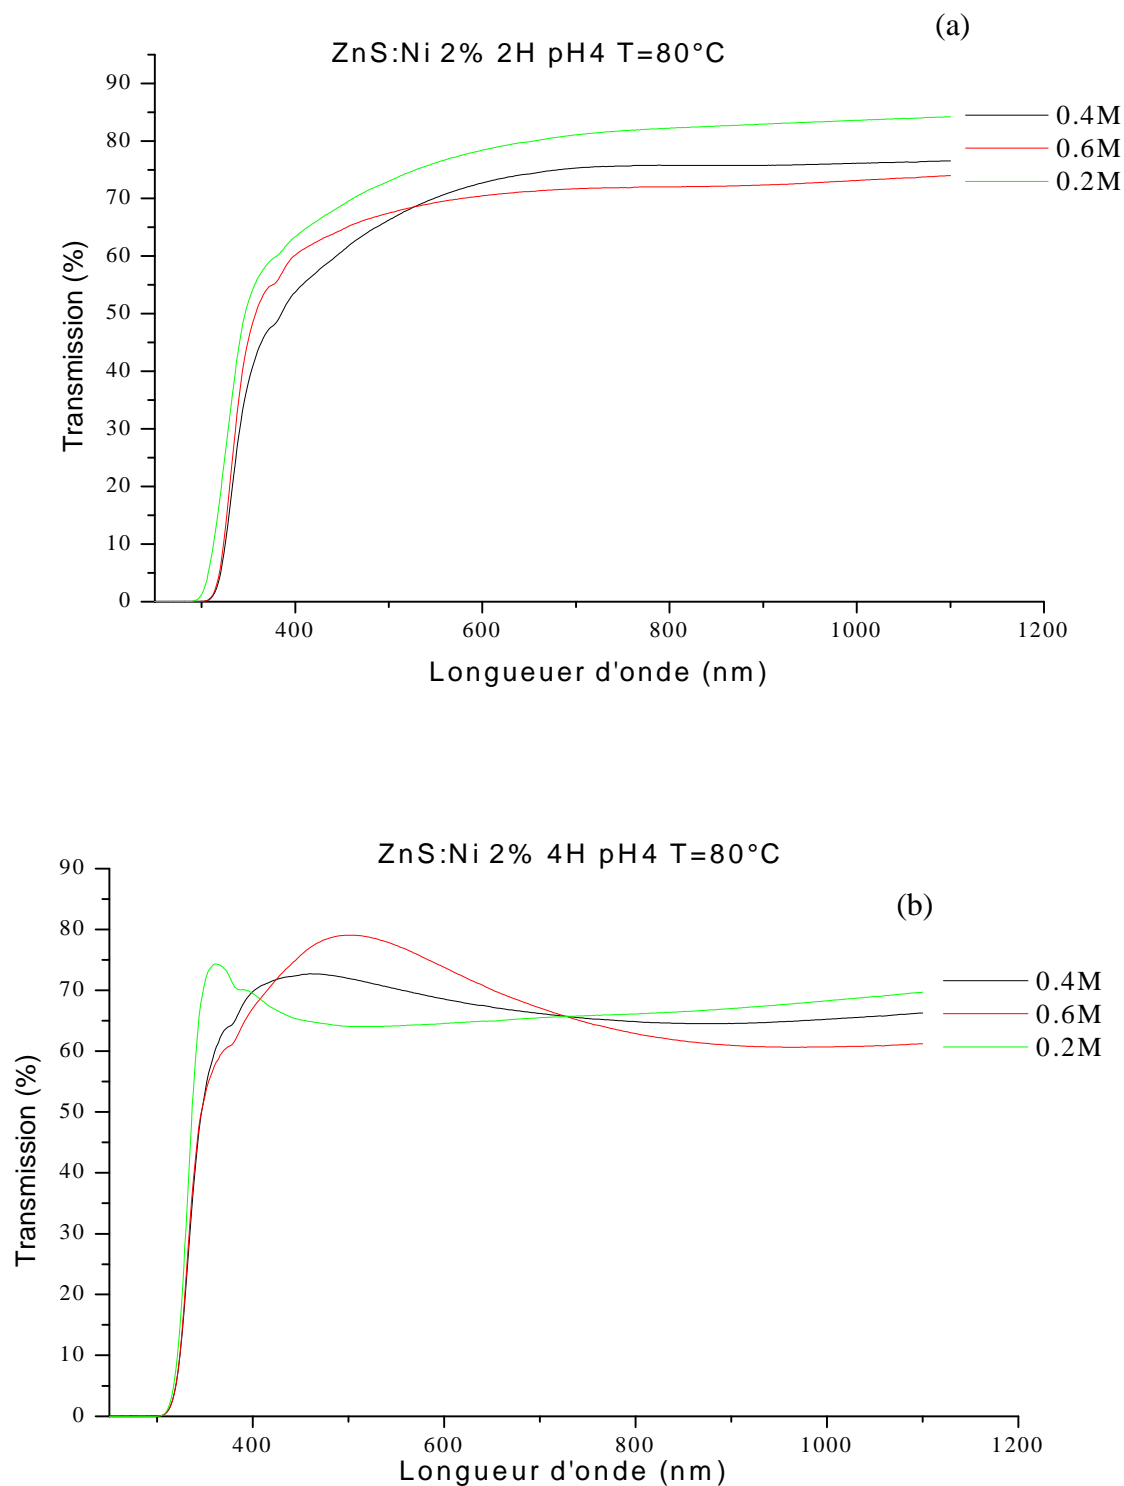 (a)
ZnS:Ni 2% 2H pH4 T=80°C
90
80
70
60
50
40
30
20
10
0
Transmission (%)
0.4M
0.6M
0.2M
400 600 800 1000 1200
Longueuer d'onde (nm)
ZnS:Ni 2% 4H pH4 T=80°C
(b)
90
80
70
60
50
40
30
20
10
0
Transmission (%)
0.4M
0.6M
0.2M
400 600 800 1000 1200
Longueur d'onde (nm)